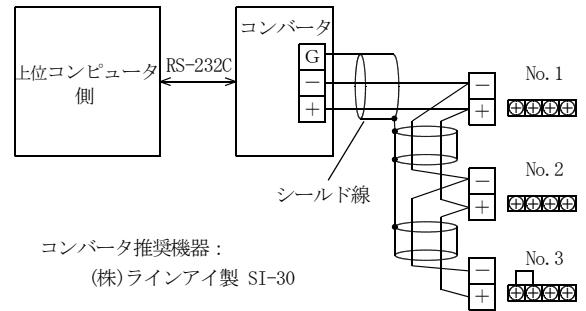 コンバータ
上位コンピュータ側
RS-232C
G
−
+
シールド線
−
+
No.1
−
+
No.2
−
+
No.3
コンバータ推奨機器：
(株)ラインアイ製 SI-30